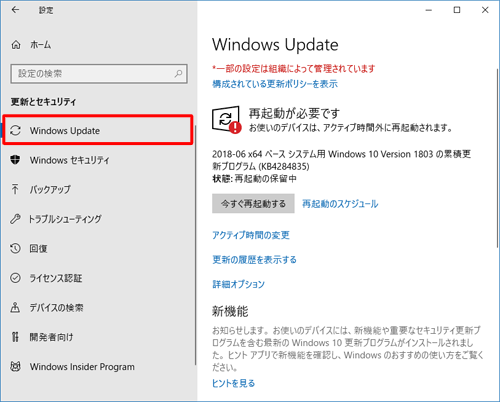 設定
ホーム
設定の検索
更新とセキュリティ
Windows Update
Windows セキュリティ
バックアップ
トラブルシューティング
回復
ライセンス認証
デバイスの検索
開発者向け
Windows Insider Program
Windows Update
*一部の設定は組織によって管理されています
構成されている更新ポリシーを表示
再起動が必要です
お使いのデバイスは、アクティブ時間外に再起動されます。
2018-06 x64 ベース システム用 Windows 10 Version 1803 の累積更
新プログラム (KB4284835)
状態: 再起動の保留中
今すぐ再起動する
再起動のスケジュール
アクティブ時間の変更
更新の履歴を表示する
詳細オプション
新機能
お知らせします。お使いのデバイスには、新機能や重要なセキュリティ更新プ
ログラムを含む最新の Windows 10 更新プログラムがインストールされまし
た。ヒント アプリで新機能を確認し、Windows のおすすめの使い方をご覧く
ださい。
ヒントを見る